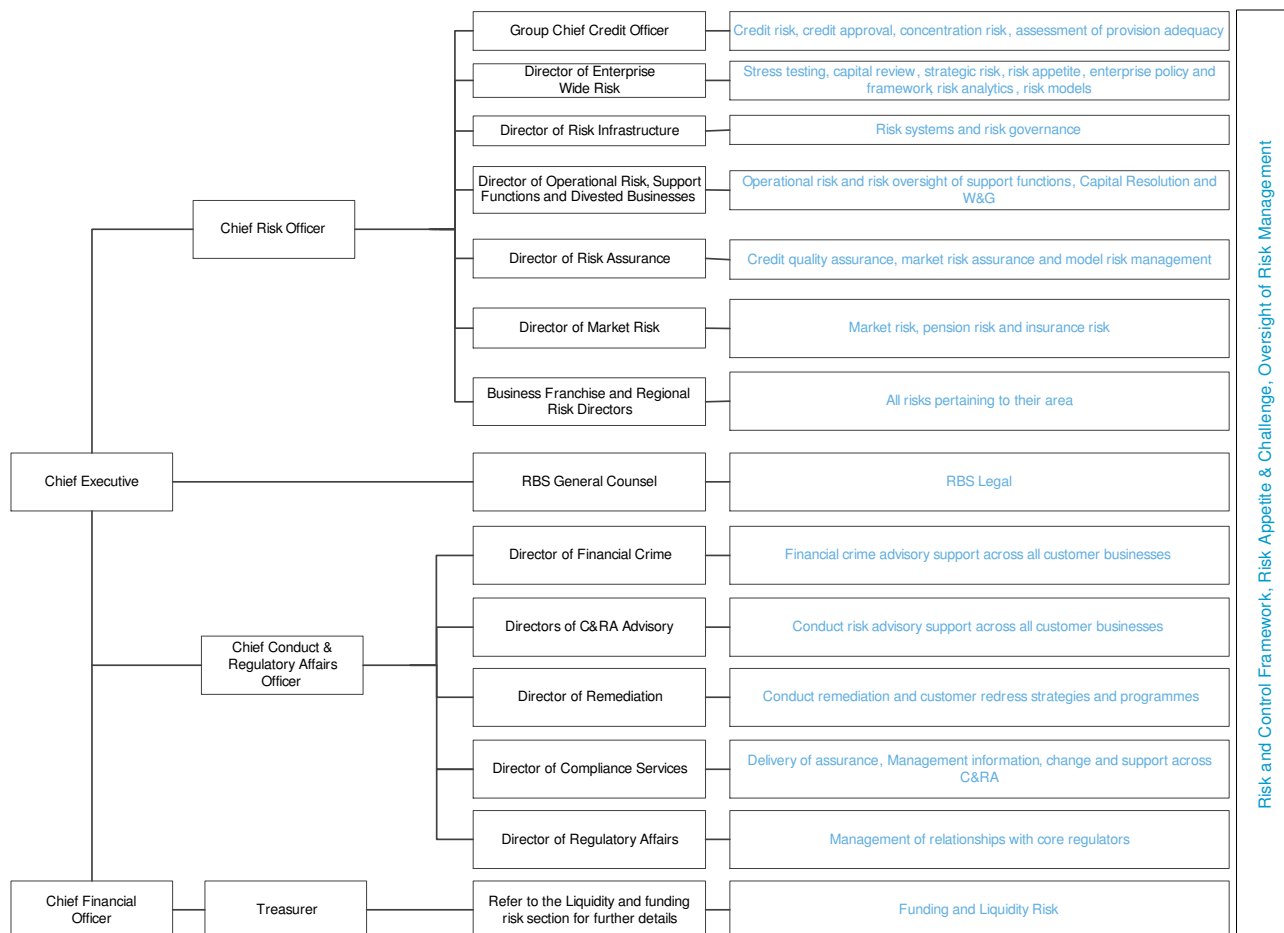 Group Chief Credit Officer
Credit risk, credit approval, concentration risk, assessment of provision adequacy
Director of Enterprise
Wide Risk
Stress testing, capital review, strategic risk, risk appetite, enterprise policy and
framework, risk analytics, risk models
Director of Risk Infrastructure
Risk systems and risk governance
Director of Operational Risk, Support
Functions and Divested Businesses
Operational risk and risk oversight of support functions, Capital Resolution and
W&G
Chief Risk Officer
Director of Risk Assurance
Credit quality assurance, market risk assurance and model risk management
Director of Market Risk
Market risk, pension risk and insurance risk
Business Franchise and Regional
Risk Directors
All risks pertaining to their area
Chief Executive
RBS General Counsel
RBS Legal
Director of Financial Crime
Financial crime advisory support across all customer businesses
Directors of C&RA Advisory
Conduct risk advisory support across all customer businesses
Chief Conduct &
Regulatory Affairs
Officer
Director of Remediation
Conduct remediation and customer redress strategies and programmes
Director of Compliance Services
Delivery of assurance, Management information, change and support across
C&RA
Director of Regulatory Affairs
Management of relationships with core regulators
Chief Financial
Officer
Treasurer
Refer to the Liquidity and funding
risk section for further details
Funding and Liquidity Risk
Risk and Control Framework, Risk Appetite & Challenge, Oversight of Risk Management